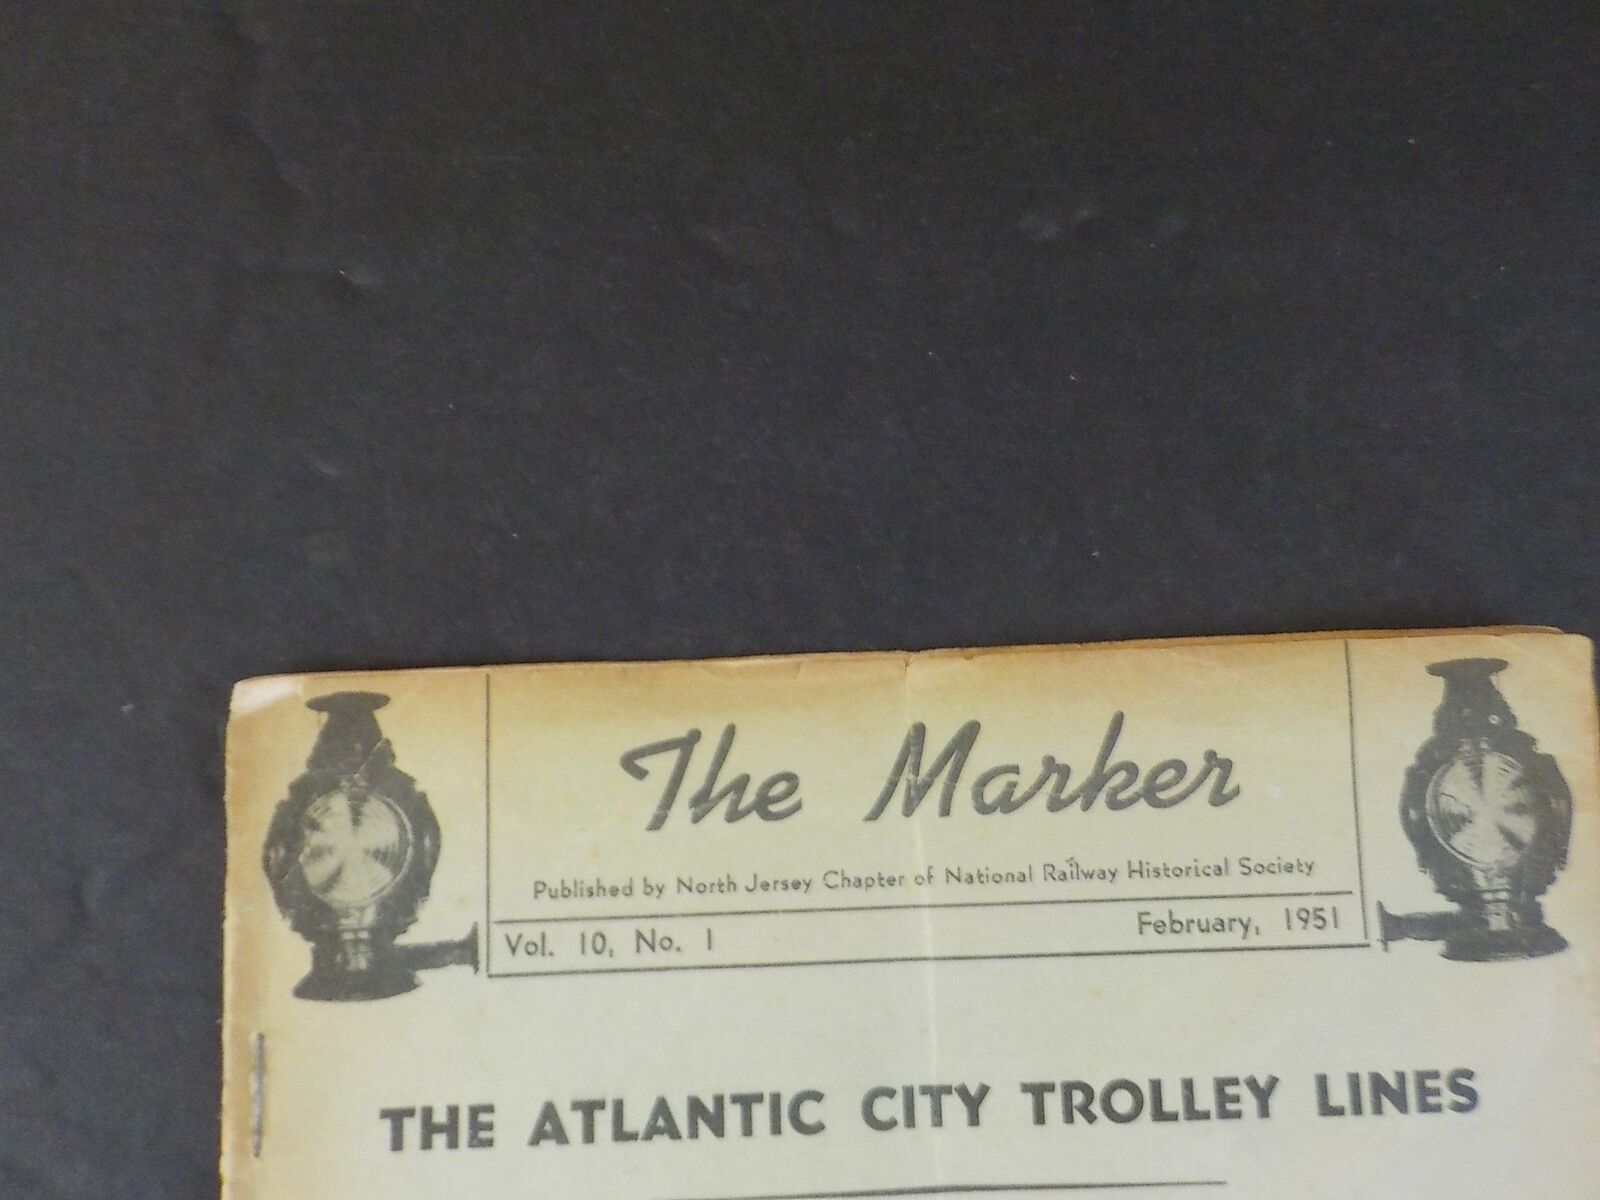 The Marker
Published by North Jersey Chapter of National Railway Historical Society
Vol. 10, No. 1 February, 1951
THE ATLANTIC CITY TROLLEY LINES